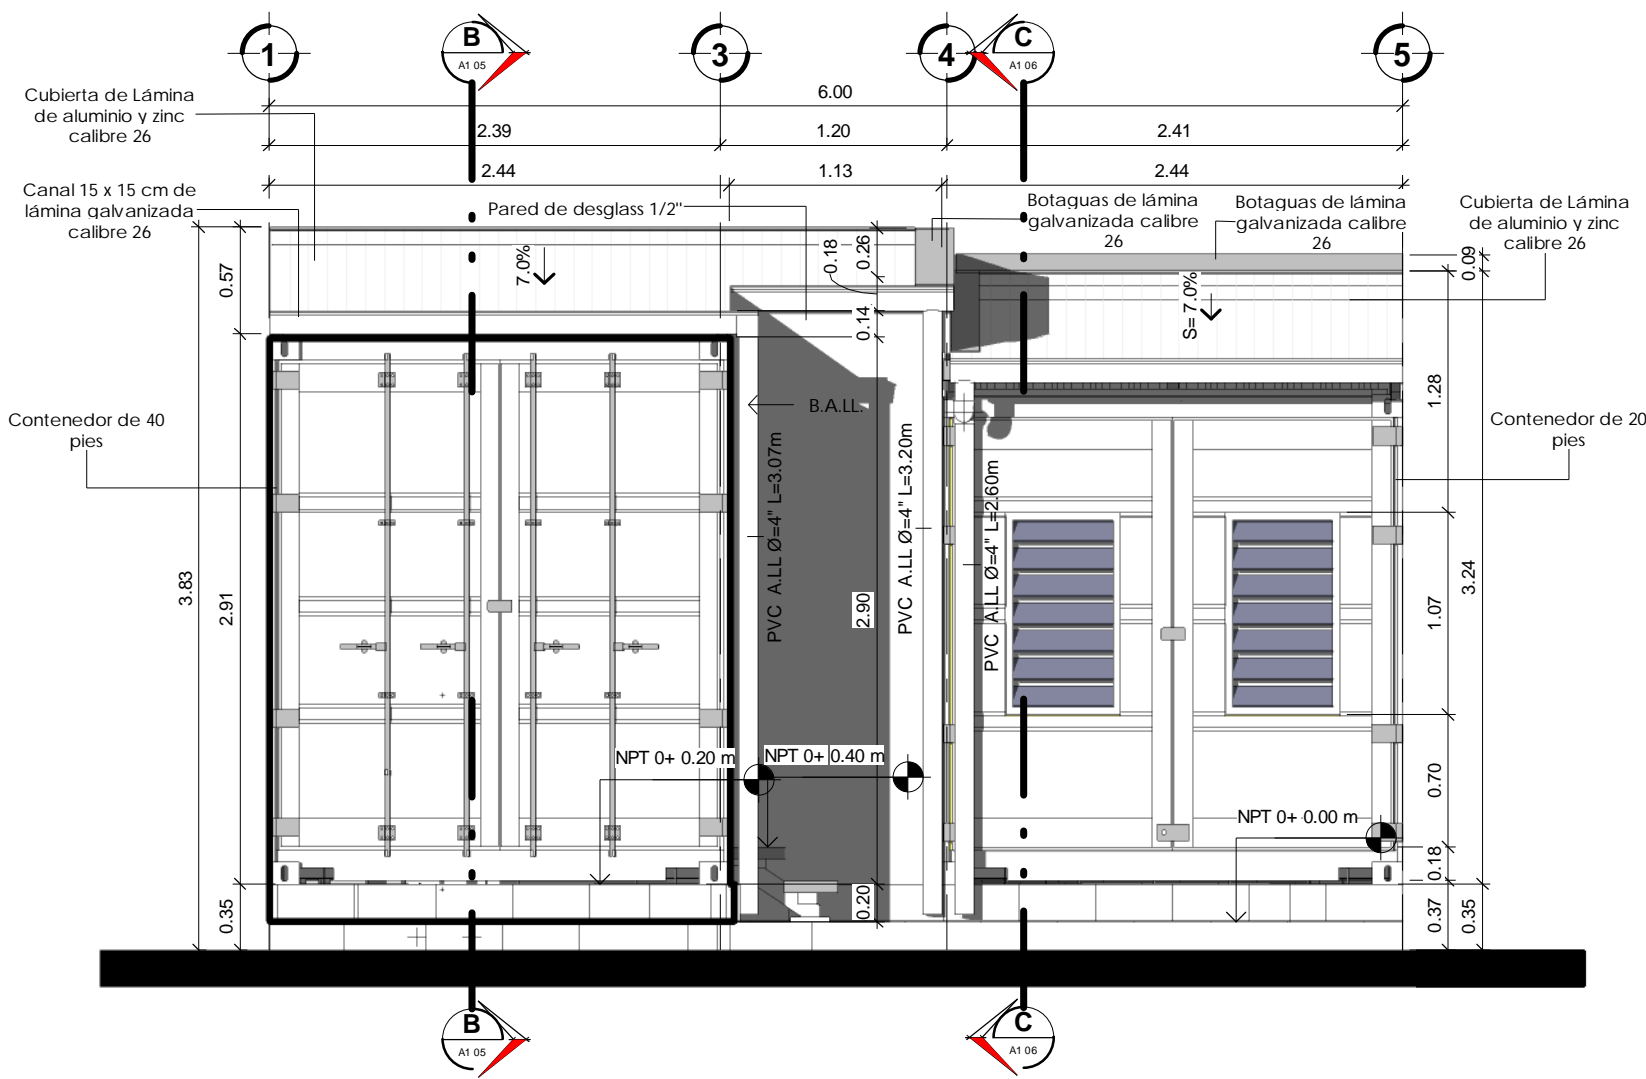 1
B
A1 05
3
4
C
A1 06
5
6.00
2.39
1.20
2.41
2.44
1.13
2.44
Cubierta de Lámina
de aluminio y zinc
calibre 26
Canal 15 x 15 cm de
lámina galvanizada
calibre 26
Pared de desglass 1/2"
Botaguas de lámina
galvanizada calibre
26
Botaguas de lámina
galvanizada calibre
26
Cubierta de Lámina
de aluminio y zinc
calibre 26
0.57
7.0%
0.18
0.26
0.14
S= 7.0%
0.09
1.28
B.A.LL.
Contenedor de 40
pies
Contenedor de 20
pies
PVC A.LL Ø=4" L=3.07m
PVC A.LL Ø=4" L=3.20m
PVC A.LL Ø=4" L=2.60m
3.83
2.91
2.90
1.07
3.24
NPT 0+ 0.20 m
NPT 0+ 0.40 m
NPT 0+ 0.00 m
0.70
0.18
0.35
0.20
0.37
0.35
B
A1 05
C
A1 06